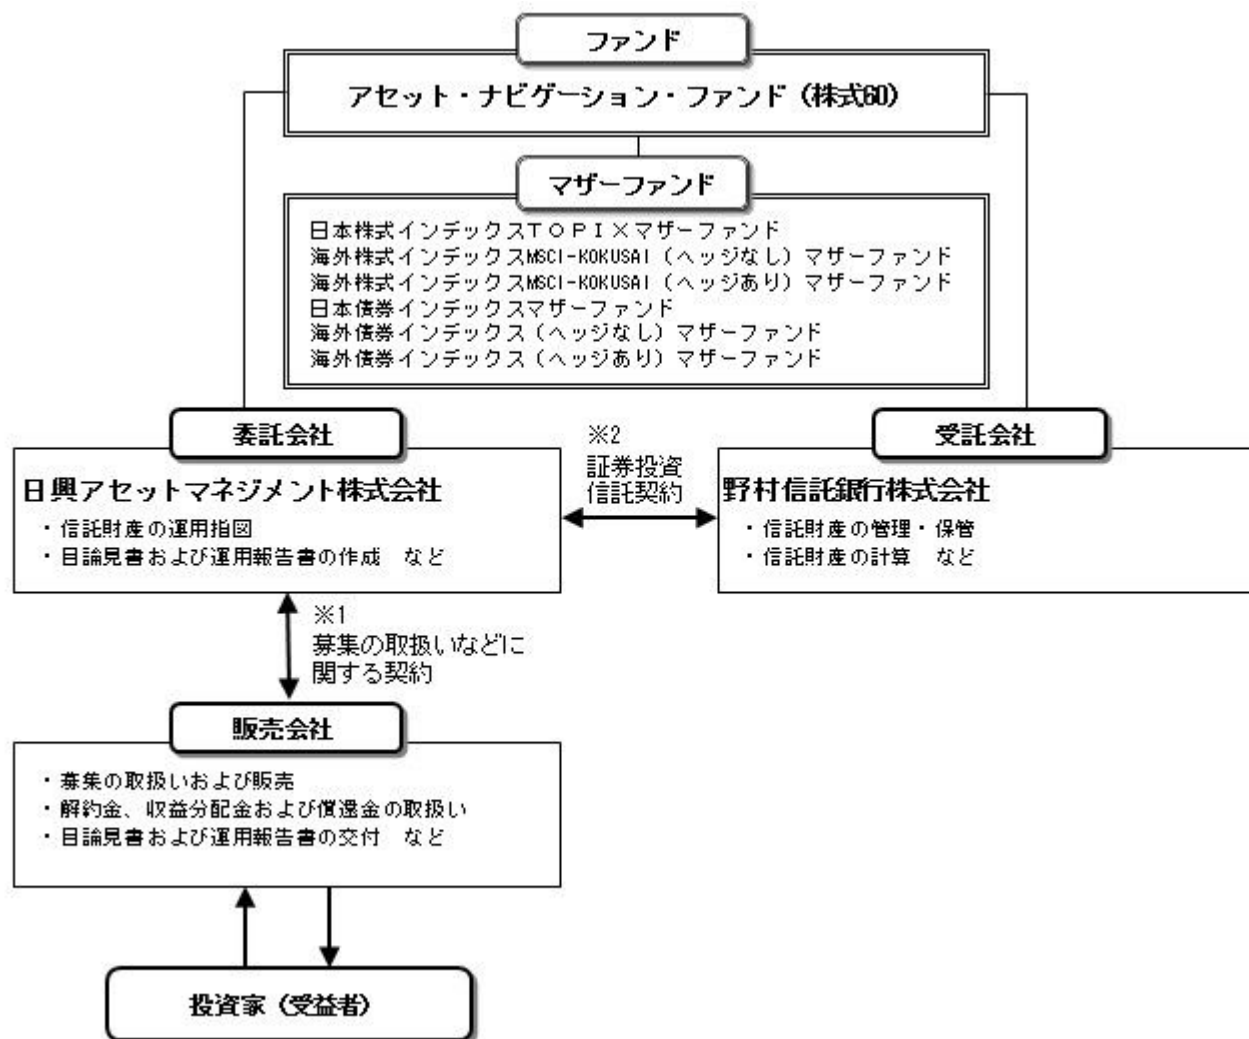 ファンド
アセット・ナビゲーション・ファンド（株式60）
マザーファンド
日本株式インデックスＴＯＰＩＸマザーファンド
海外株式インデックスMSCI-KOKUSAI（ヘッジなし）マザーファンド
海外株式インデックスMSCI-KOKUSAI（ヘッジあり）マザーファンド
日本債券インデックスマザーファンド
海外債券インデックス（ヘッジなし）マザーファンド
海外債券インデックス（ヘッジあり）マザーファンド
委託会社
日興アセットマネジメント株式会社
・信託財産の運用指図
・目論見書および運用報告書の作成　など
※2
証券投資
信託契約
受託会社
野村信託銀行株式会社
・信託財産の管理・保管
・信託財産の計算　など
※1
募集の取扱いなどに
関する契約
販売会社
・募集の取扱いおよび販売
・解約金、収益分配金および償還金の取扱い
・目論見書および運用報告書の交付　など
投資家（受益者）